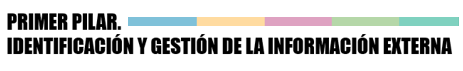 PRIMER PILAR.
IDENTIFICACIÓN Y GESTIÓN DE LA INFORMACIÓN EXTERNA